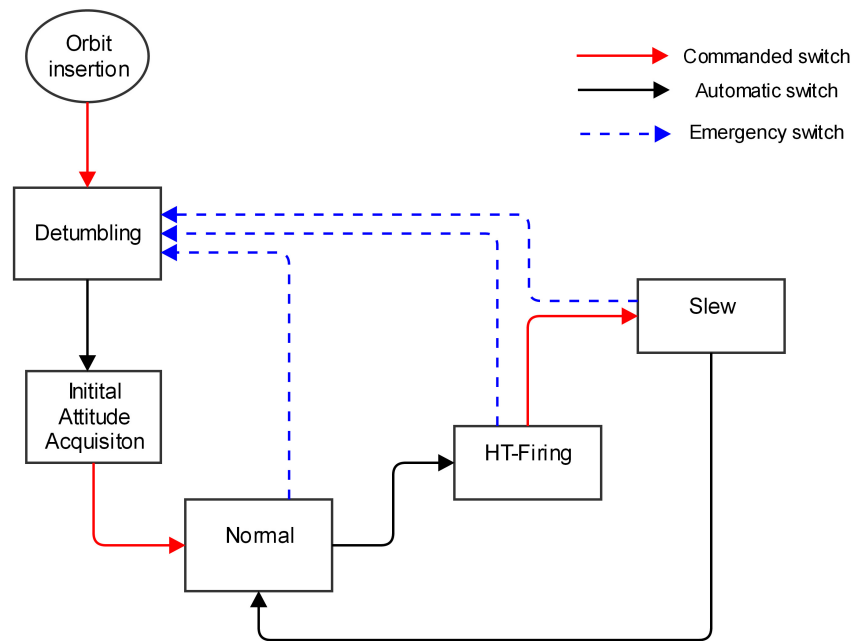 Orbit
insertion
Commanded switch
Automatic switch
Emergency switch
Detumbling
Slew
Initital
Attitude
Acquisiton
HT-Firing
Normal